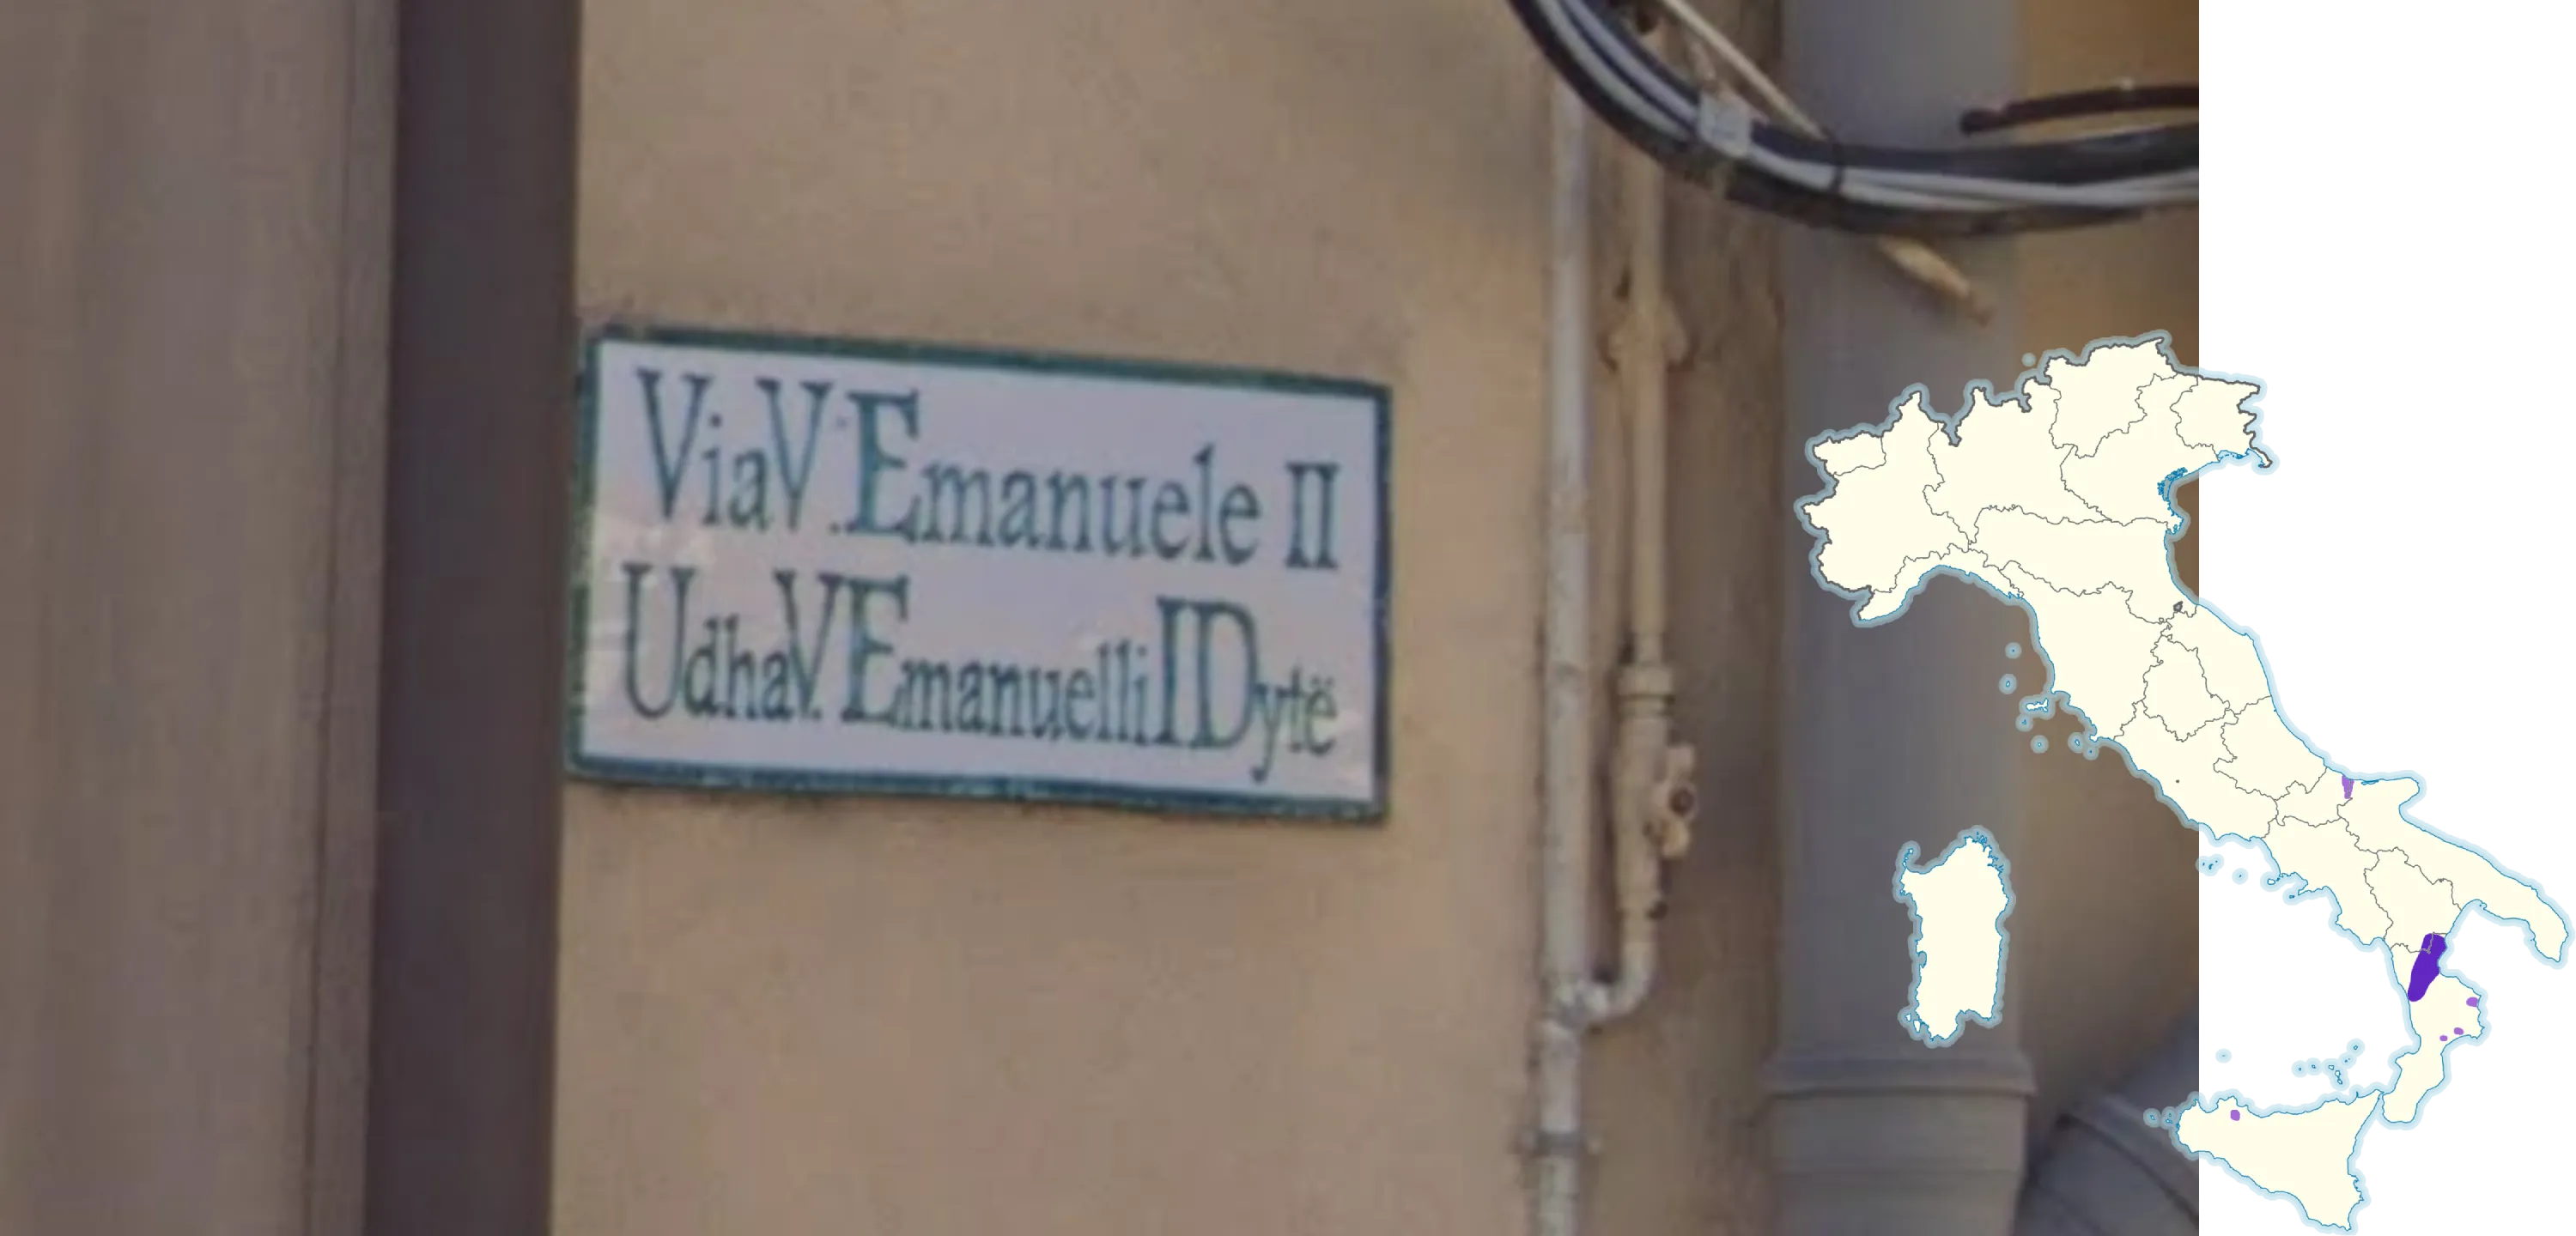 Via V. Emanuele II
Udha V. Emanuelli II Dytë